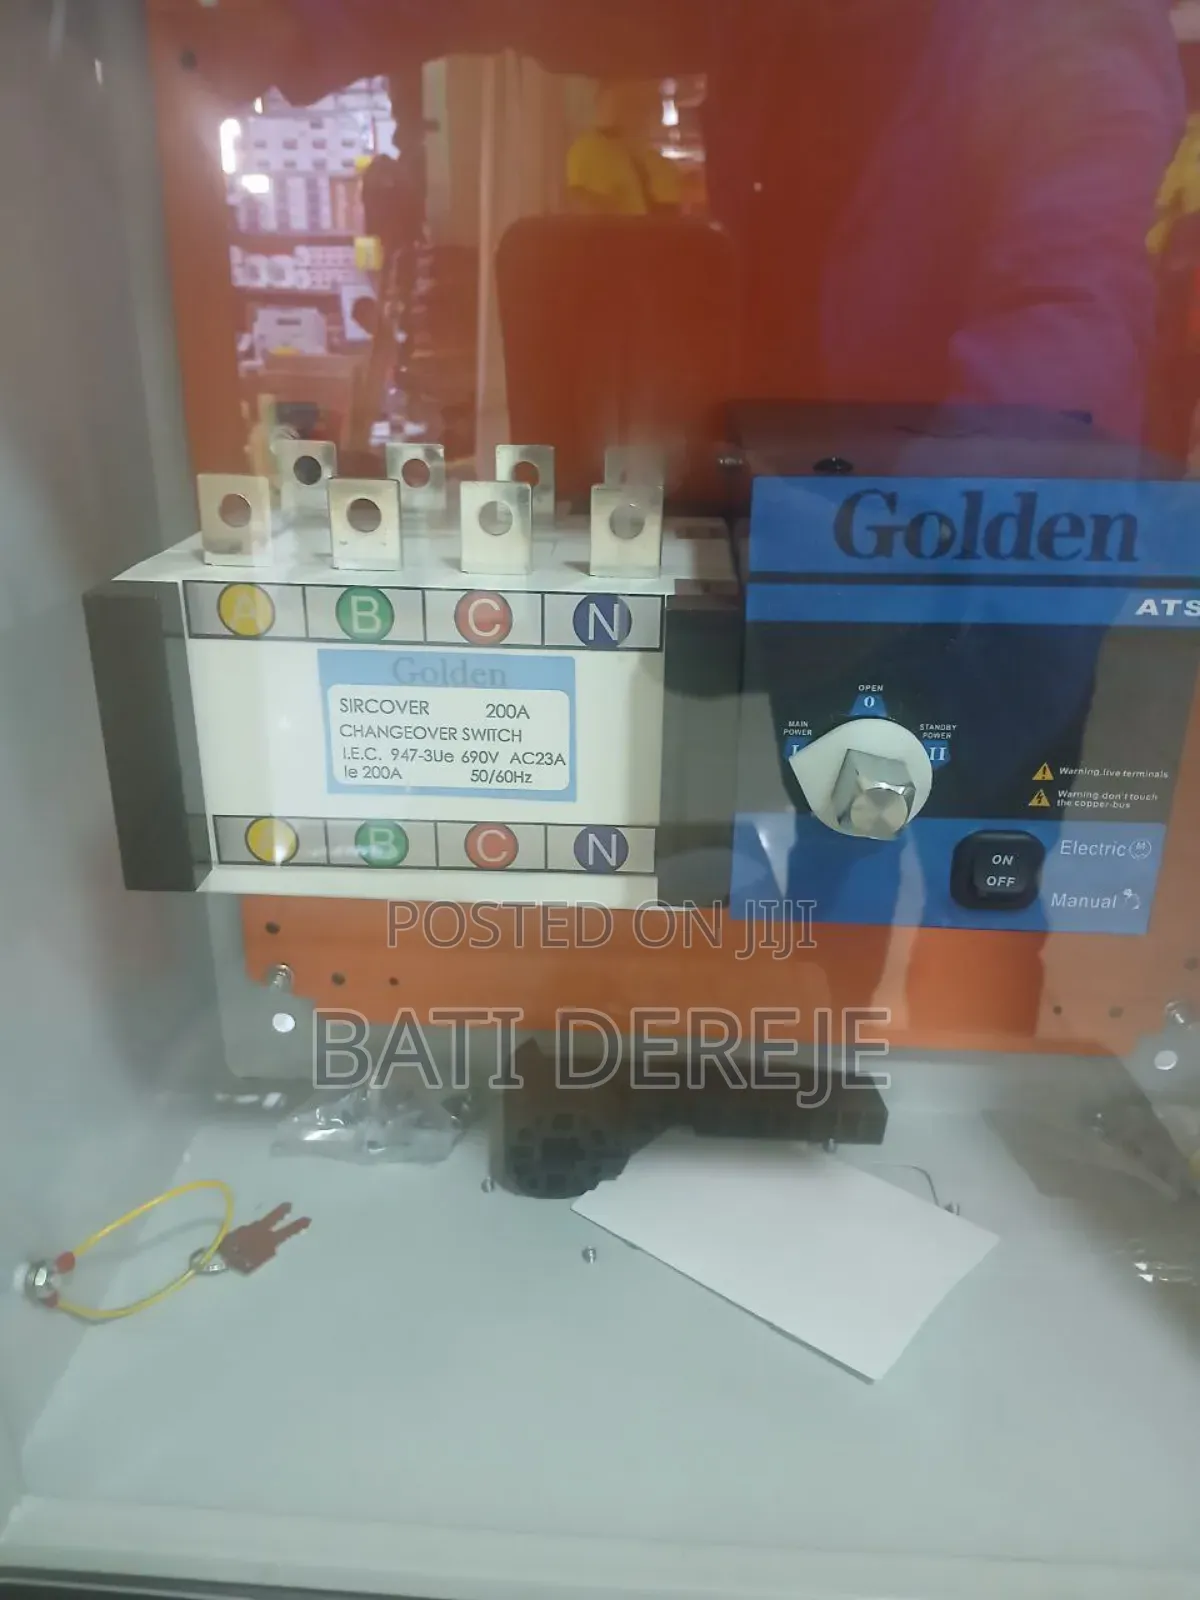 Golden
ATS
A B C N
Golden
SIRCOVER 200A
CHANGEOVER SWITCH
I.E.C. 947-3Ue 690V AC23A
Ie 200A 50/60Hz
A B C N
OPEN
0
MAIN
POWER
I
STANDBY
POWER
II
Warning.live terminals
Warning.don't touch
the copper-bus
ON
OFF
Electric M
Manual
POSTED ON JIJI
BATI DEREJE